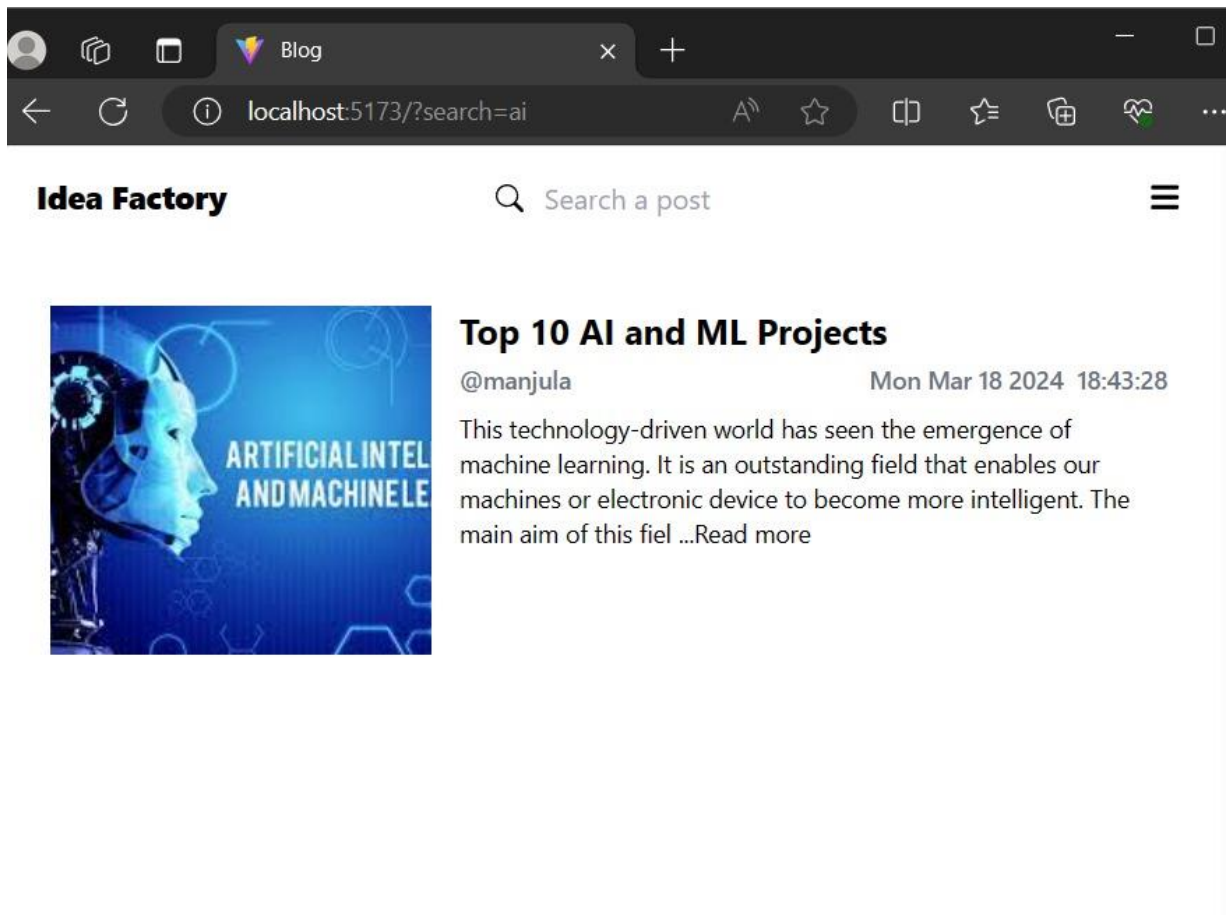 Blog
localhost:5173/?search=ai
Idea Factory
Search a post
ARTIFICIAL INTEL
AND MACHINE LE
Top 10 AI and ML Projects
@manjula Mon Mar 18 2024 18:43:28
This technology-driven world has seen the emergence of
machine learning. It is an outstanding field that enables our
machines or electronic device to become more intelligent. The
main aim of this fiel ...Read more